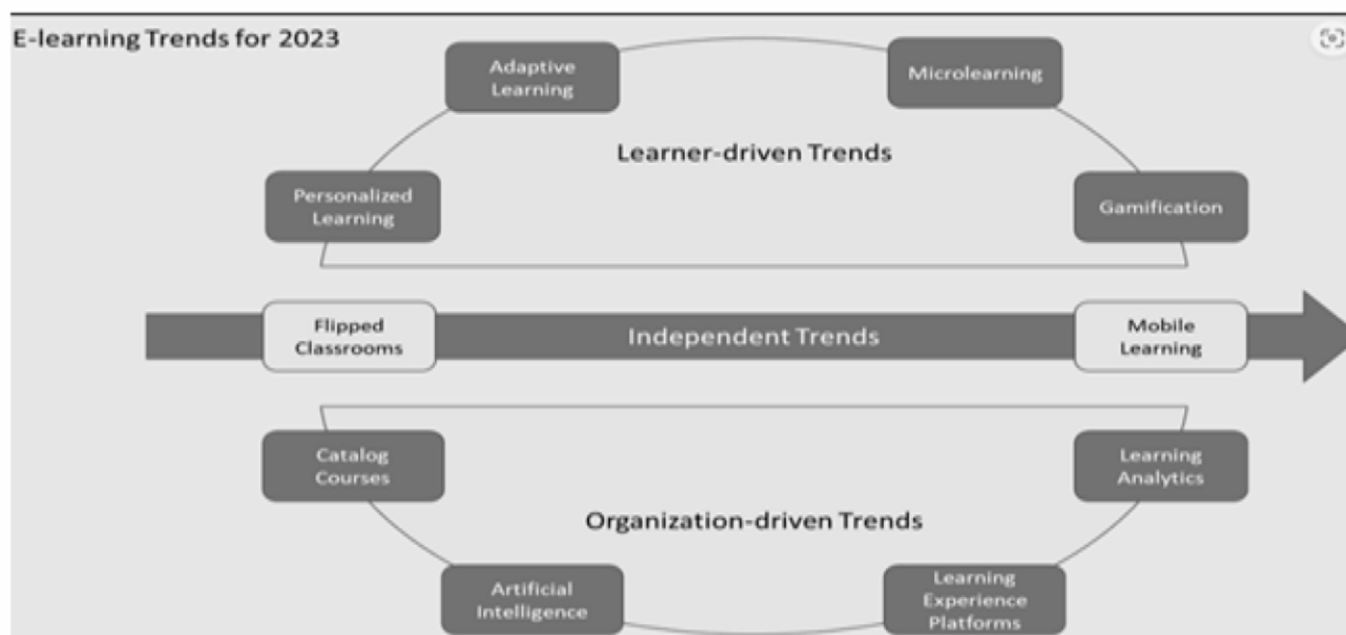 E-learning Trends for 2023
Adaptive
Learning
Microlearning
Learner-driven Trends
Personalized
Learning
Gamification
Flipped
Classrooms
Independent Trends
Mobile
Learning
Catalog
Courses
Learning
Analytics
Organization-driven Trends
Artificial
Intelligence
Learning
Experience
Platforms